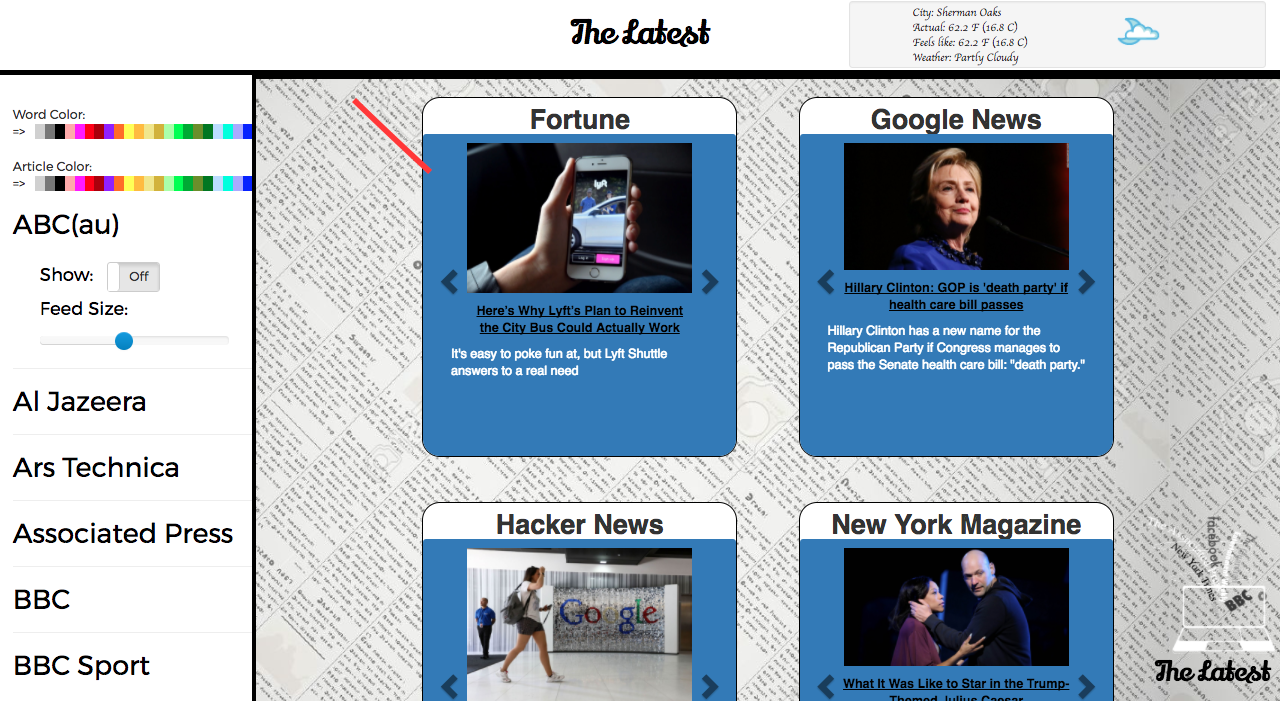 The Latest
City: Sherman Oaks
Actual: 62.2 F (16.8 C)
Feels like: 62.2 F (16.8 C)
Weather: Partly Cloudy
Word Color:
=>
Article Color:
=>
ABC(au)
Show:
Off
Feed Size:
Al Jazeera
Ars Technica
Associated Press
BBC
BBC Sport
Fortune
lyft
Here's Why Lyft's Plan to Reinvent
the City Bus Could Actually Work
It's easy to poke fun at, but Lyft Shuttle
answers to a real need
Google News
Hillary Clinton: GOP is 'death party' if
health care bill passes
Hillary Clinton has a new name for the
Republican Party if Congress manages to
pass the Senate health care bill: "death party."
Hacker News
Google
New York Magazine
What It Was Like to Star in the Trump-
Themed Julius Caesar
facebook
New York Times
BBC
The Latest